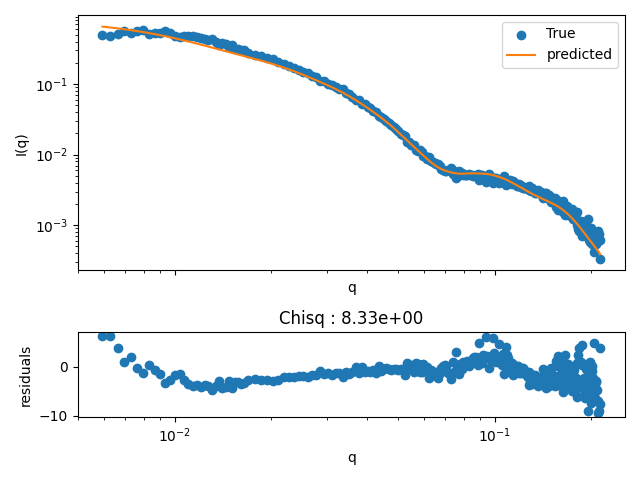 True
predicted
I(q)
10⁻¹
10⁻²
10⁻³
q
Chisq : 8.33e+00
residuals
0
−10
10⁻²
10⁻¹
q